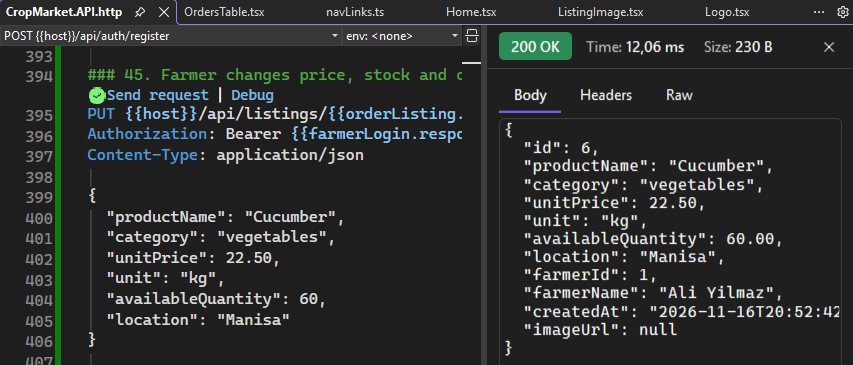 CropMarket.API.http OrdersTable.tsx navLinks.ts Home.tsx ListingImage.tsx Logo.tsx
POST {{host}}/api/auth/register env: <none>
393
394 ### 45. Farmer changes price, stock and
Send request | Debug
395 PUT {{host}}/api/listings/{{orderListing.
396 Authorization: Bearer {{farmerLogin.
397 Content-Type: application/json
398
399 {
400 "productName": "Cucumber",
401 "category": "vegetables",
402 "unitPrice": 22.50,
403 "unit": "kg",
404 "availableQuantity": 60,
405 "location": "Manisa"
406 }
407
200 OK Time: 12,06 ms Size: 230 B
Body Headers Raw
{
"id": 6,
"productName": "Cucumber",
"category": "vegetables",
"unitPrice": 22.50,
"unit": "kg",
"availableQuantity": 60.00,
"location": "Manisa",
"farmerId": 1,
"farmerName": "Ali Yilmaz",
"createdAt": "2026-11-16T20:52:42
"imageUrl": null
}